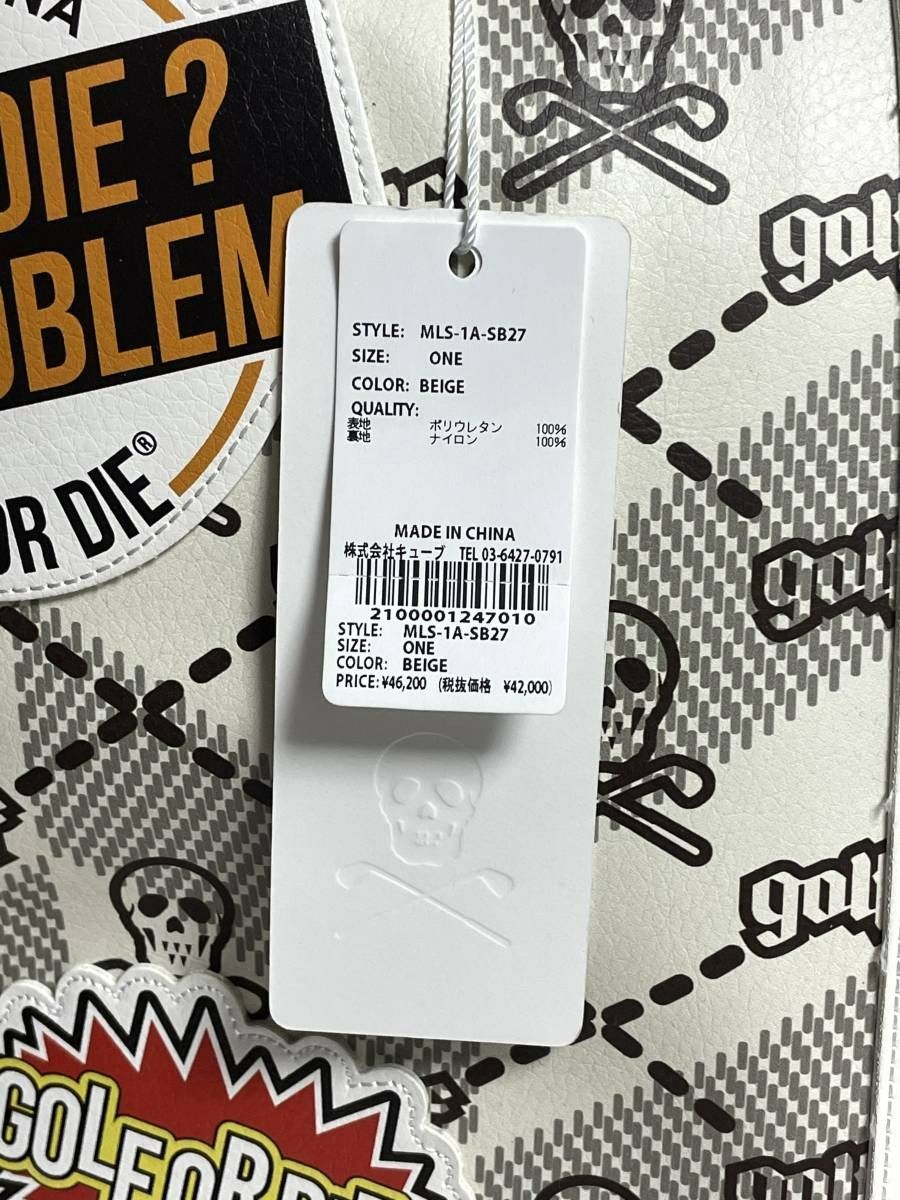 NA
DIE ?
OBLEM
OR DIE®
gol
STYLE: MLS-1A-SB27
SIZE: ONE
COLOR: BEIGE
QUALITY:
表地 ポリウレタン 100%
裏地 ナイロン 100%
MADE IN CHINA
株式会社キューブ TEL 03-6427-0791
2100001247010
STYLE: MLS-1A-SB27
SIZE: ONE
COLOR: BEIGE
PRICE:¥46,200 (税抜価格 ¥42,000)
gol
GOLF OR D